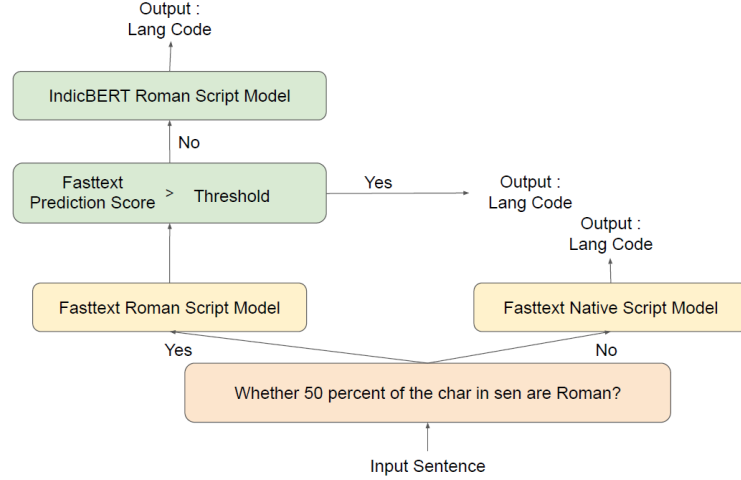 Output :
Lang Code
IndicBERT Roman Script Model
No
Fasttext
Prediction Score > Threshold
Yes
Output :
Lang Code
Output :
Lang Code
Fasttext Roman Script Model
Fasttext Native Script Model
Yes
No
Whether 50 percent of the char in sen are Roman?
Input Sentence